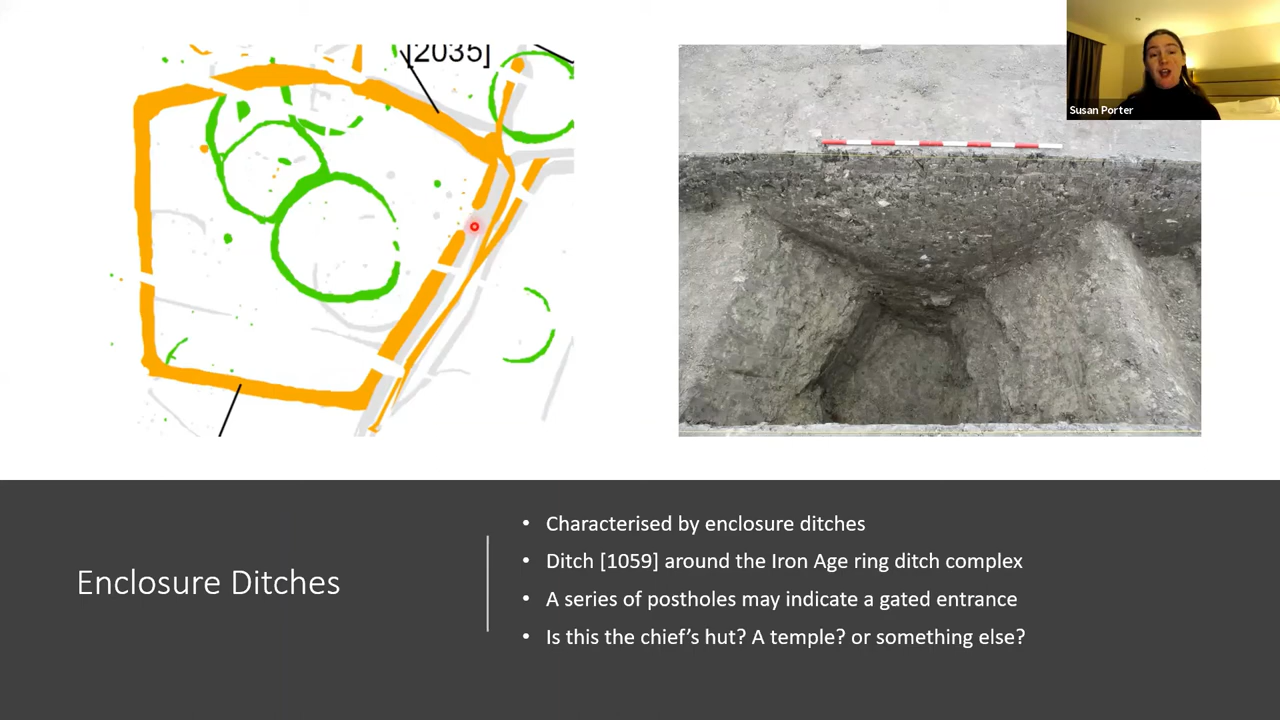 [2035]
Susan Porter
Enclosure Ditches
• Characterised by enclosure ditches
• Ditch [1059] around the Iron Age ring ditch complex
• A series of postholes may indicate a gated entrance
• Is this the chief’s hut? A temple? or something else?